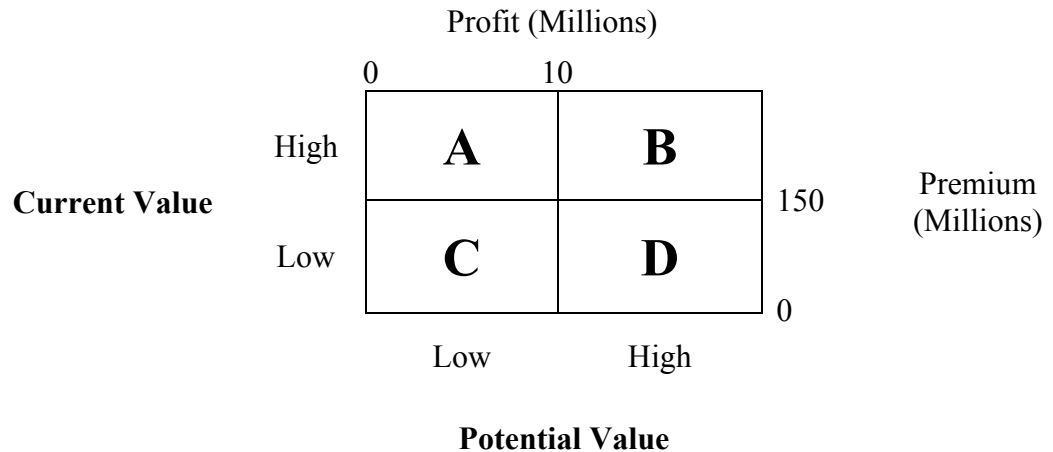 Profit (Millions)
0 10
High A B
Current Value 150 Premium
(Millions)
Low C D
0
Low High
Potential Value